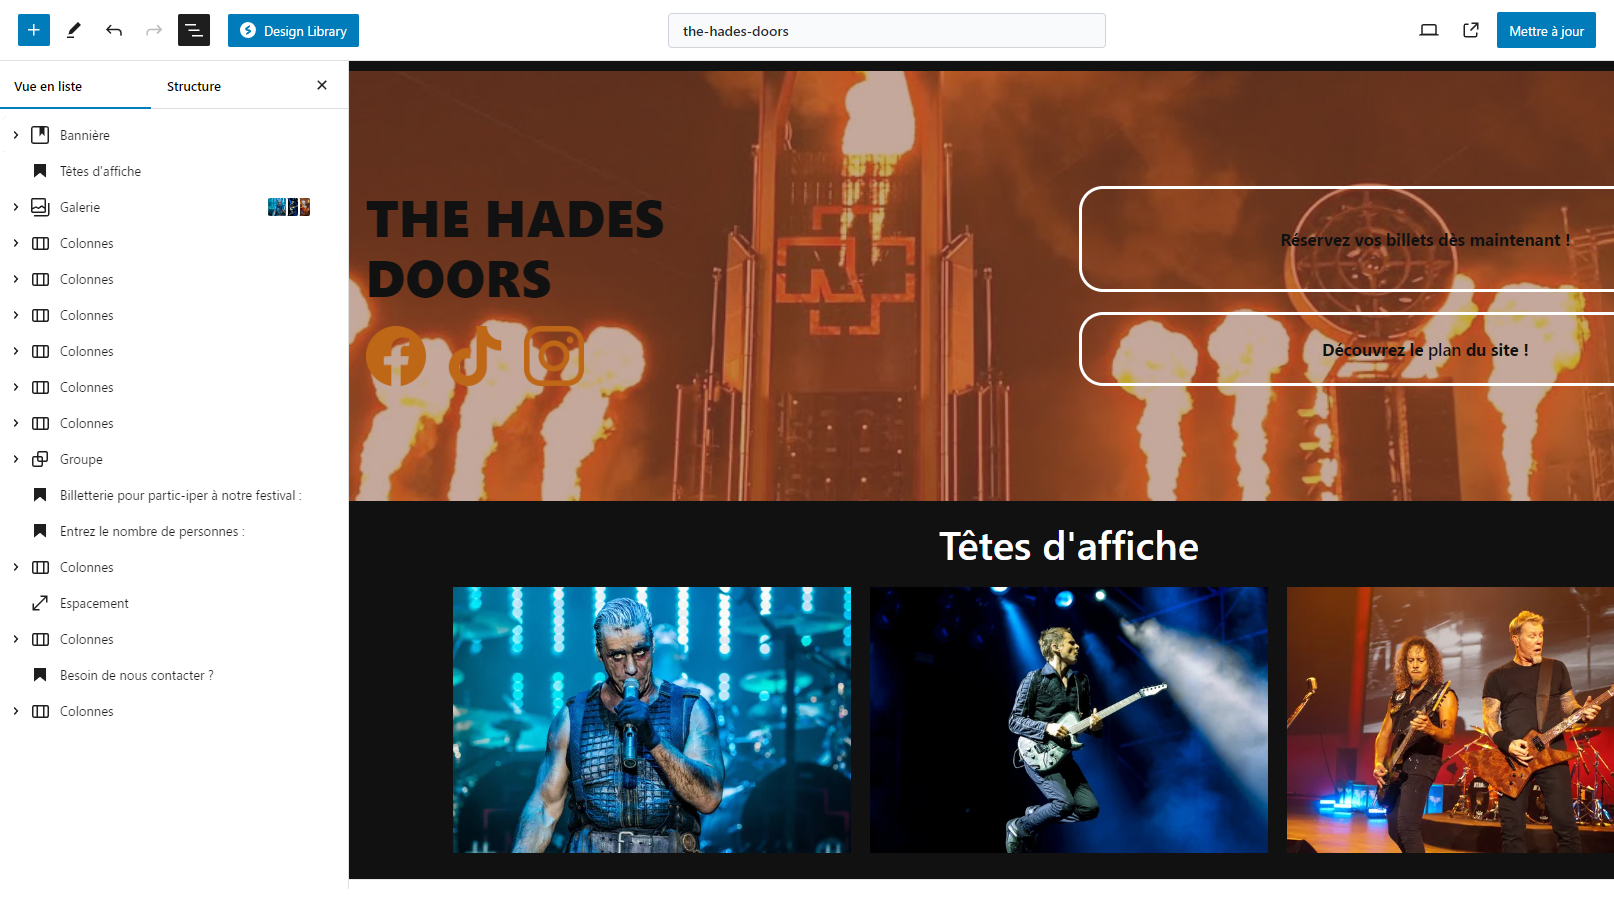 Design Library
the-hades-doors
Mettre à jour
Vue en liste
Structure
Bannière
Têtes d'affiche
Galerie
Colonnes
Colonnes
Colonnes
Colonnes
Colonnes
Colonnes
Groupe
Billetterie pour partic-iper à notre festival :
Entrez le nombre de personnes :
Colonnes
Espacement
Colonnes
Besoin de nous contacter ?
Colonnes
THE HADES
DOORS
Réservez vos billets dès maintenant !
Découvrez le plan du site !
Têtes d'affiche